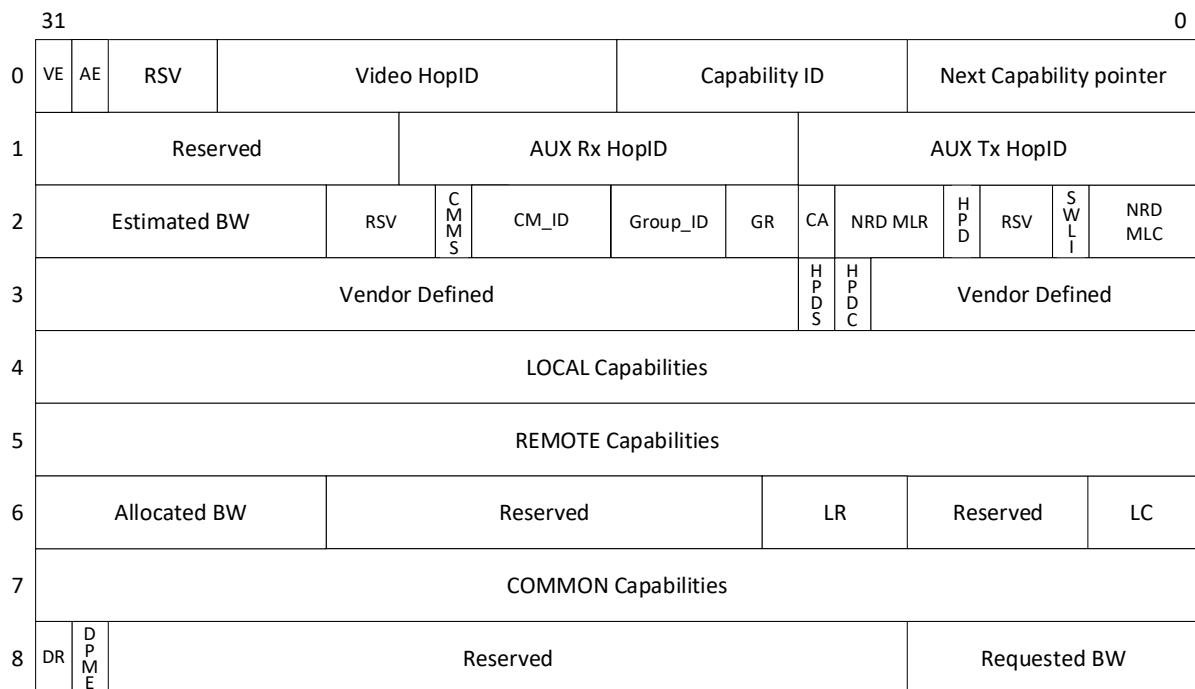 31 0
0 VE AE RSV Video HopID Capability ID Next Capability pointer
1 Reserved AUX Rx HopID AUX Tx HopID
2 Estimated BW RSV CMMS CM_ID Group_ID GR CA NRD MLR HPD RSV SWLI NRD MLC
3 Vendor Defined HPDS HPDC Vendor Defined
4 LOCAL Capabilities
5 REMOTE Capabilities
6 Allocated BW Reserved LR Reserved LC
7 COMMON Capabilities
8 DR DPME Reserved Requested BW